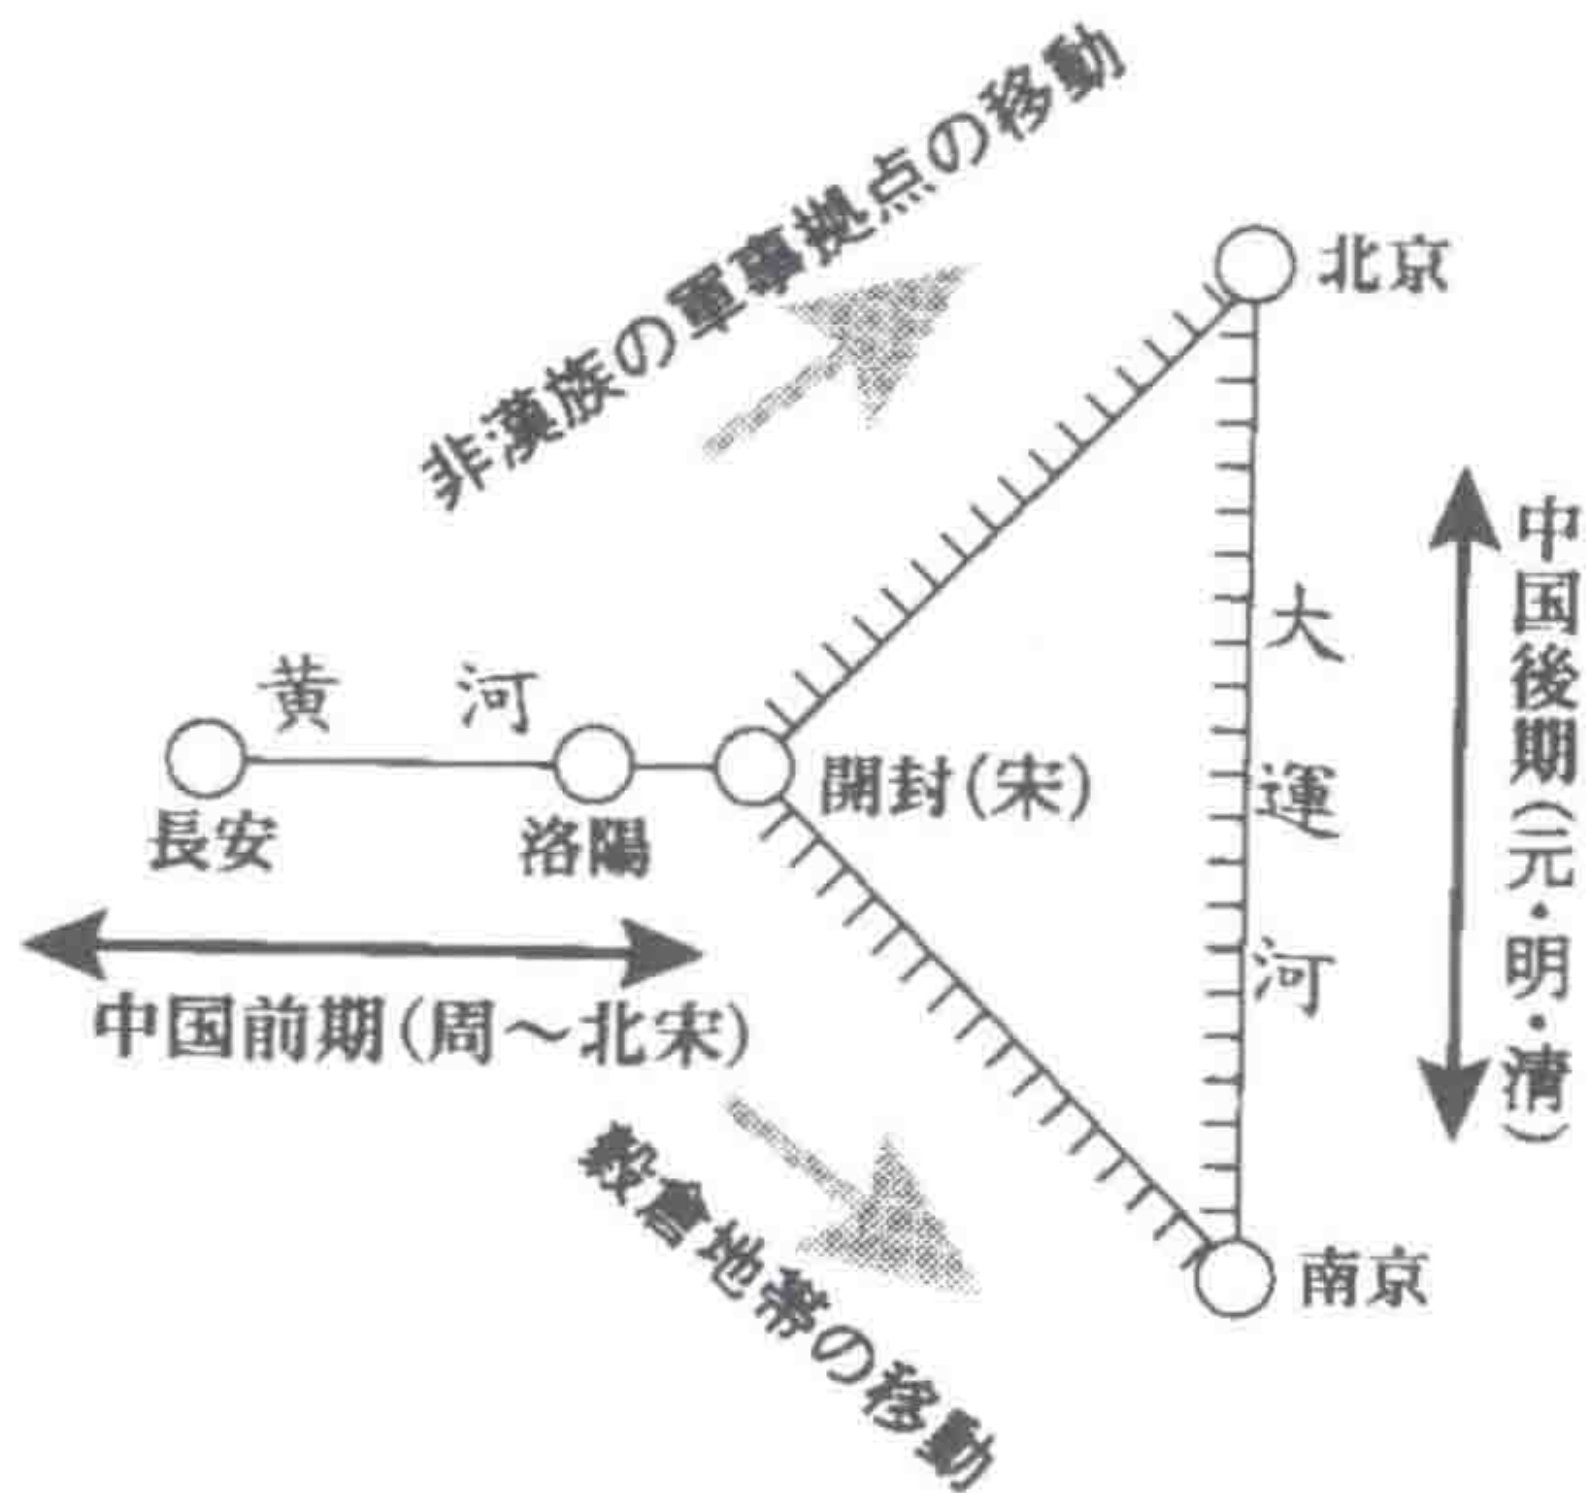 非漢族の軍事拠点の移動
北京
大運河
中国後期(元・明・清)
黄河
長安
洛陽
開封(宋)
中国前期(周～北宋)
穀倉地帯の移動
南京